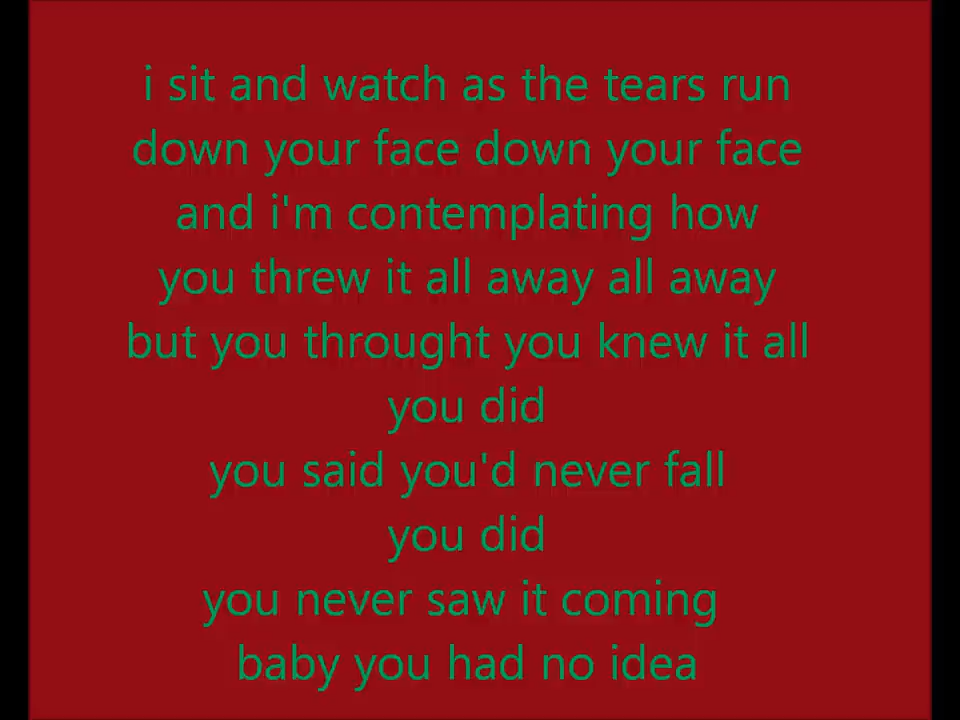 i sit and watch as the tears run
down your face down your face
and i'm contemplating how
you threw it all away all away
but you throught you knew it all
you did
you said you'd never fall
you did
you never saw it coming
baby you had no idea